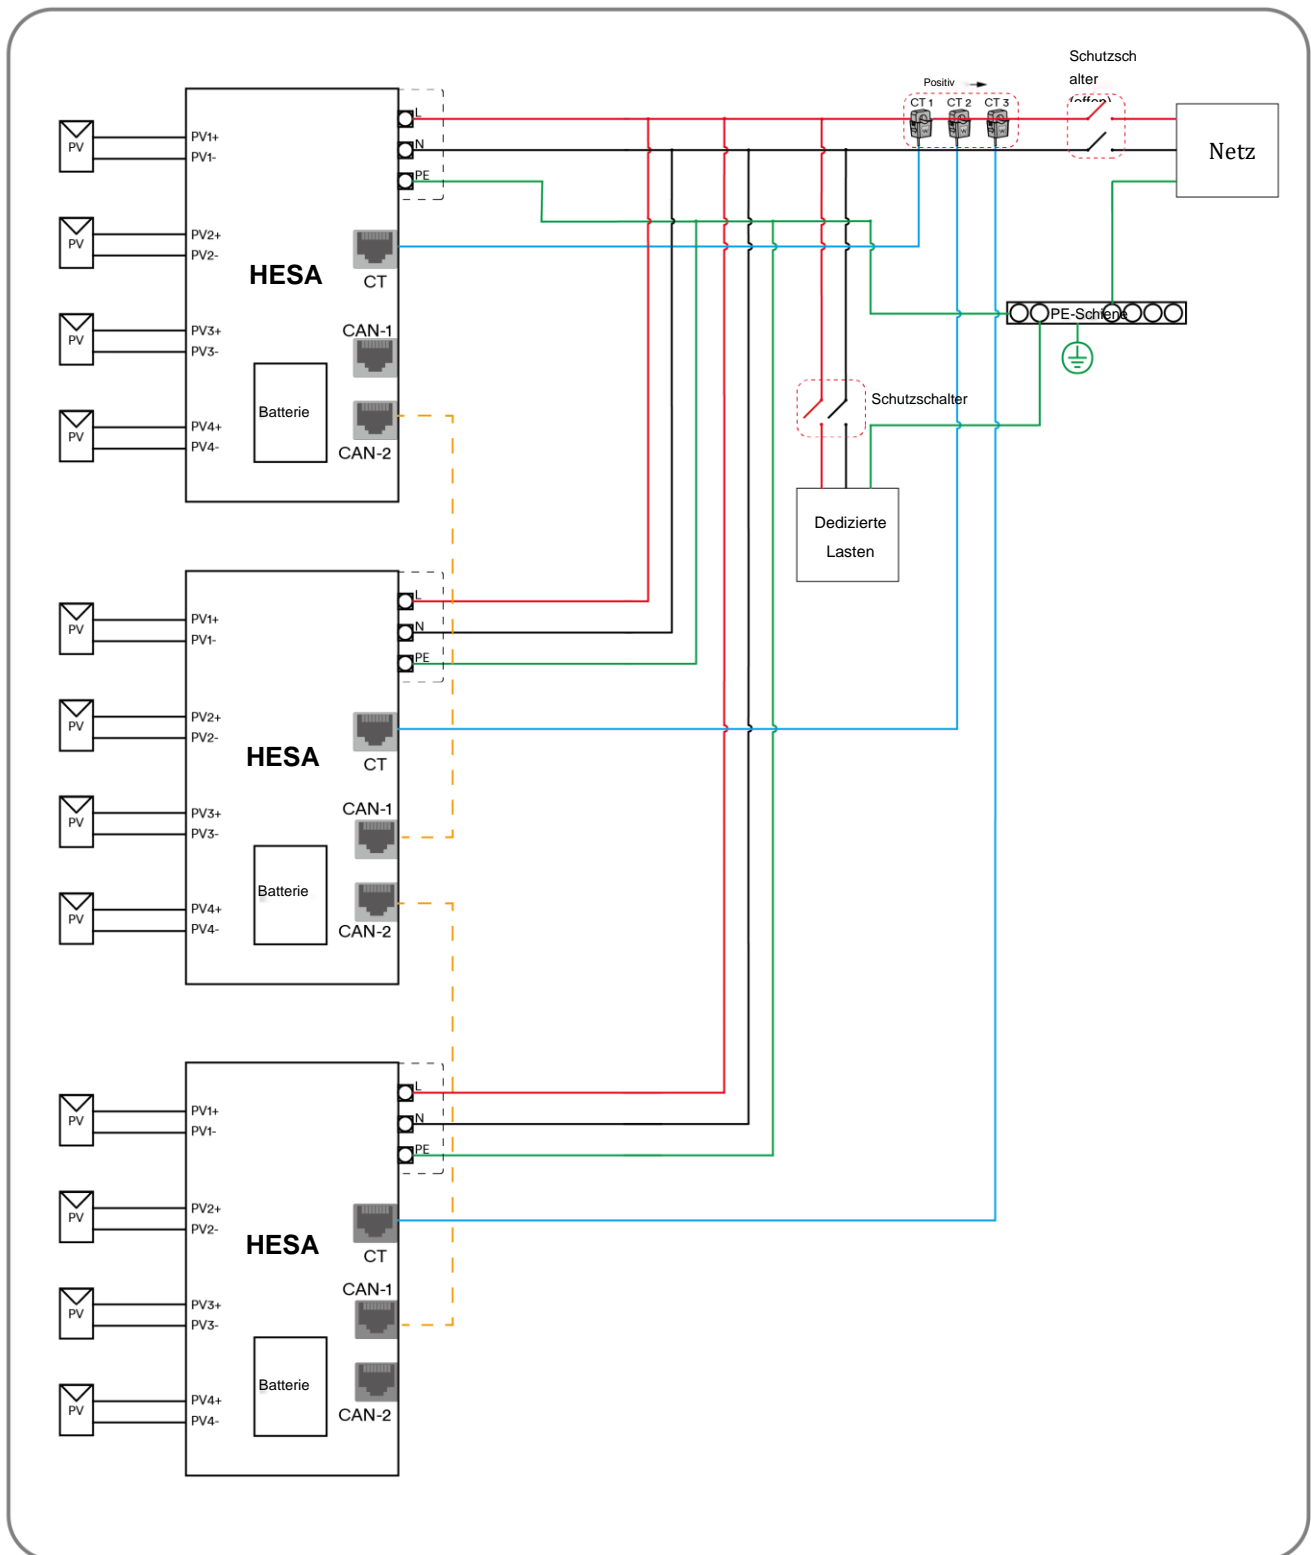 Schutzsch
alter
(offen)
Positiv
CT 1 CT 2 CT 3
Netz
L
N
PE
PV
PV1+
PV1-
PV
PV2+
PV2-
HESA
CT
PV
PV3+
PV3-
CAN-1
Batterie
PV
PV4+
PV4-
CAN-2
PE-Schiene
Schutzschalter
Dedizierte
Lasten
L
N
PE
PV
PV1+
PV1-
PV
PV2+
PV2-
HESA
CT
PV
PV3+
PV3-
CAN-1
Batterie
PV
PV4+
PV4-
CAN-2
L
N
PE
PV
PV1+
PV1-
PV
PV2+
PV2-
HESA
CT
PV
PV3+
PV3-
CAN-1
Batterie
PV
PV4+
PV4-
CAN-2